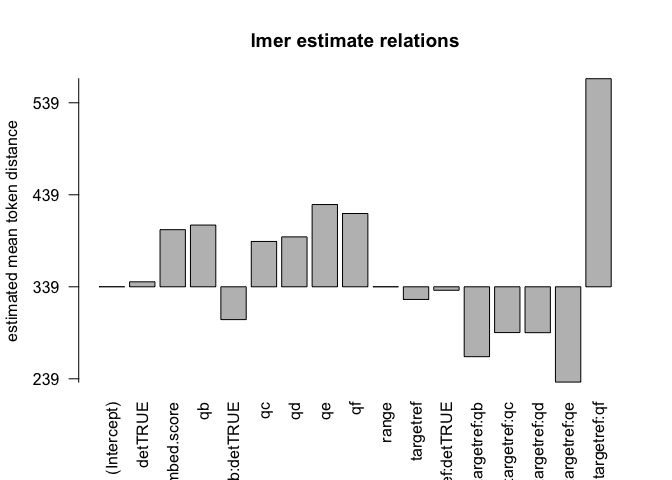 lmer estimate relations
estimated mean token distance
539
439
339
239
(Intercept)
detTRUE
mbed.score
qb
b:detTRUE
qc
qd
qe
qf
range
targetref
ef:detTRUE
argetref:qb
targetref:qc
argetref:qd
argetref:qe
targetref:qf